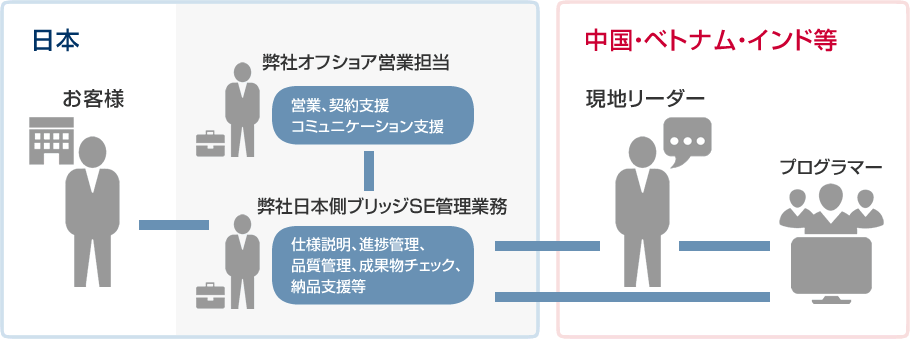 日本
お客様
弊社オフショア営業担当
営業、契約支援
コミュニケーション支援
弊社日本側ブリッジSE管理業務
仕様説明、進捗管理、
品質管理、成果物チェック、
納品支援等
中国・ベトナム・インド等
現地リーダー
プログラマー